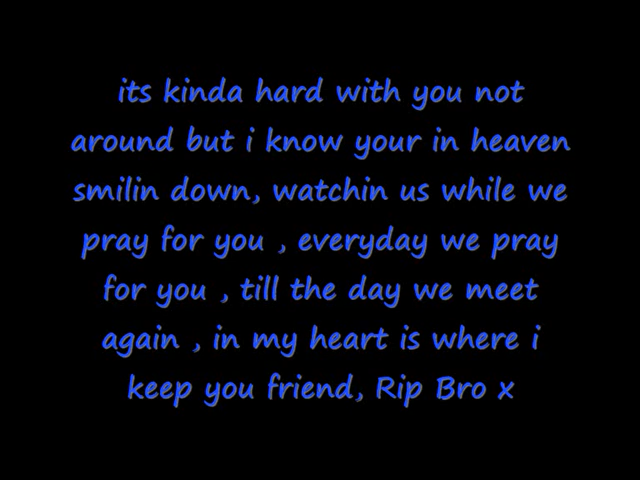 its kinda hard with you not
around but i know your in heaven
smilin down, watchin us while we
pray for you , everyday we pray
for you , till the day we meet
again , in my heart is where i
keep you friend, Rip Bro x